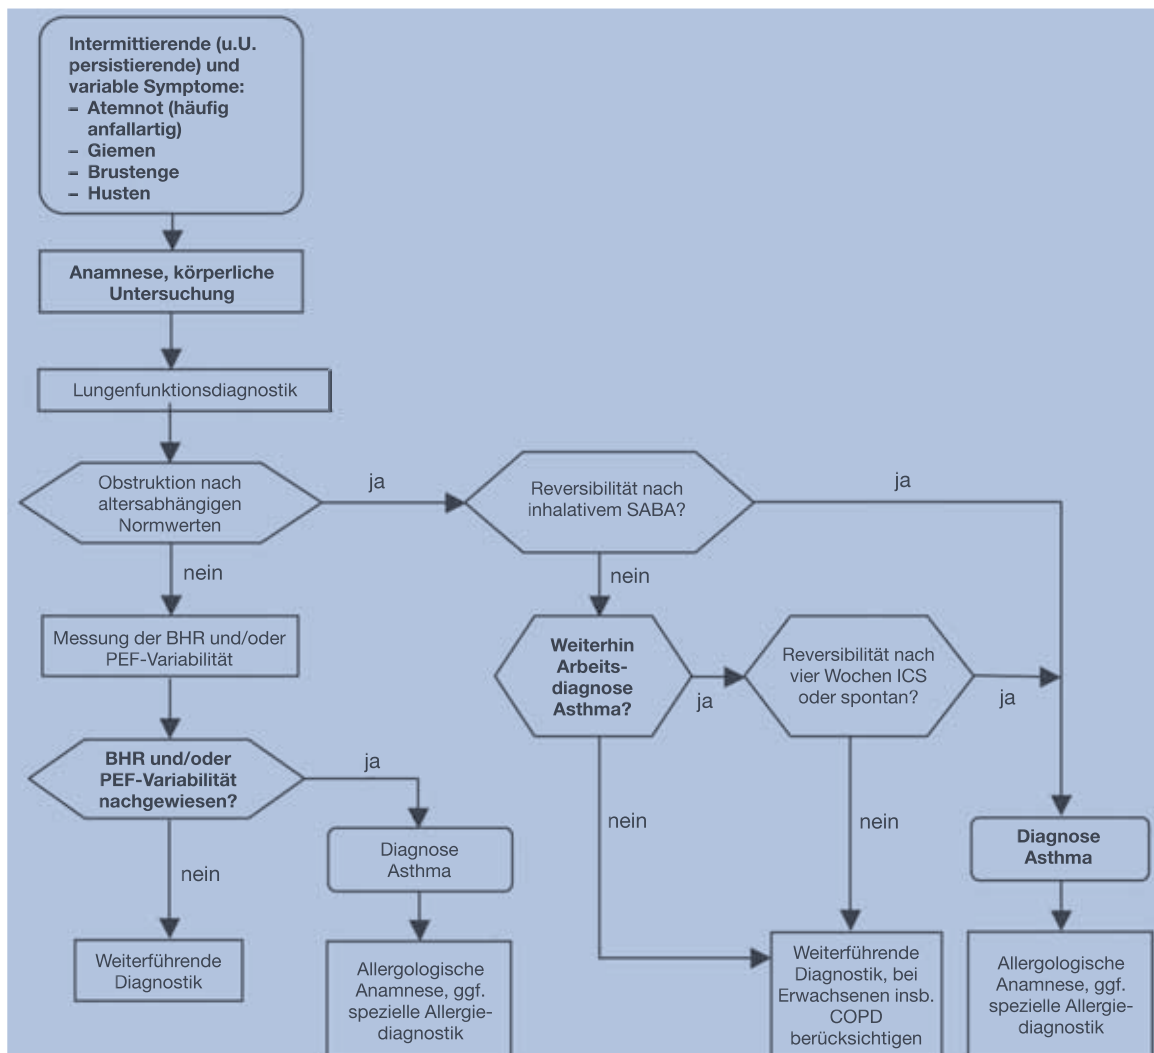 Intermittierende (u.U.
persistierende) und
variable Symptome:
– Atemnot (häufig
anfallartig)
– Giemen
– Brustenge
– Husten
Anamnese, körperliche
Untersuchung
Lungenfunktionsdiagnostik
Obstruktion nach
altersabhängigen
Normwerten
ja
Reversibilität nach
inhalativem SABA?
ja
nein
nein
Messung der BHR und/oder
PEF-Variabilität
Weiterhin
Arbeits-
diagnose
Asthma?
ja
Reversibilität nach
vier Wochen ICS
oder spontan?
ja
BHR und/oder
PEF-Variabilität
nachgewiesen?
ja
nein
nein
nein
Diagnose
Asthma
Diagnose
Asthma
Weiterführende
Diagnostik
Allergologische
Anamnese, ggf.
spezielle Allergie-
diagnostik
Weiterführende
Diagnostik, bei
Erwachsenen insb.
COPD
berücksichtigen
Allergologische
Anamnese, ggf.
spezielle Allergie-
diagnostik